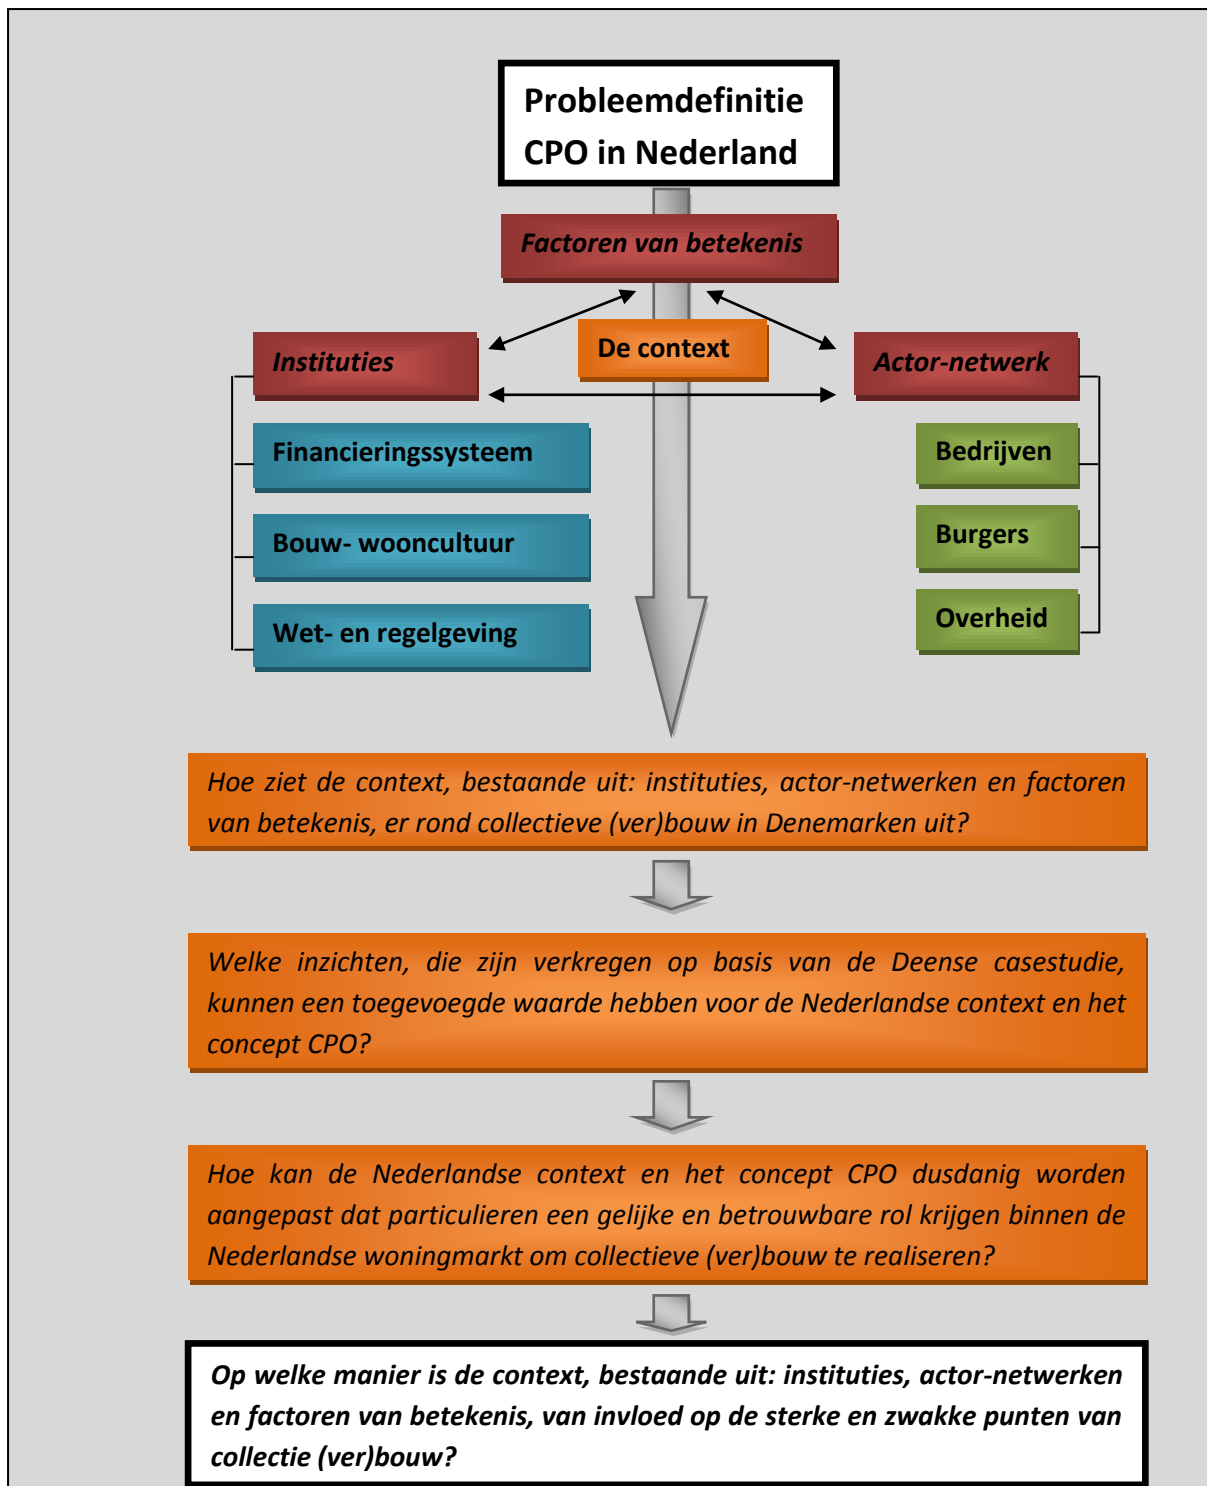 Probleemdefinitie
CPO in Nederland
Factoren van betekenis
De context
Instituties
Actor-netwerk
Financieringssysteem
Bouw- wooncultuur
Wet- en regelgeving
Bedrijven
Burgers
Overheid
Hoe ziet de context, bestaande uit: instituties, actor-netwerken en factoren
van betekenis, er rond collectieve (ver)bouw in Denemarken uit?
Welke inzichten, die zijn verkregen op basis van de Deense casestudie,
kunnen een toegevoegde waarde hebben voor de Nederlandse context en het
concept CPO?
Hoe kan de Nederlandse context en het concept CPO dusdanig worden
aangepast dat particulieren een gelijke en betrouwbare rol krijgen binnen de
Nederlandse woningmarkt om collectieve (ver)bouw te realiseren?
Op welke manier is de context, bestaande uit: instituties, actor-netwerken
en factoren van betekenis, van invloed op de sterke en zwakke punten van
collectie (ver)bouw?